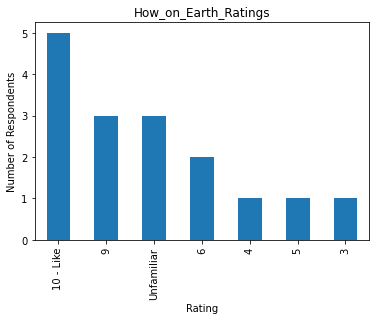 How_on_Earth_Ratings
Number of Respondents
5
4
3
2
1
0
10 - Like
9
Unfamiliar
6
4
5
3
Rating